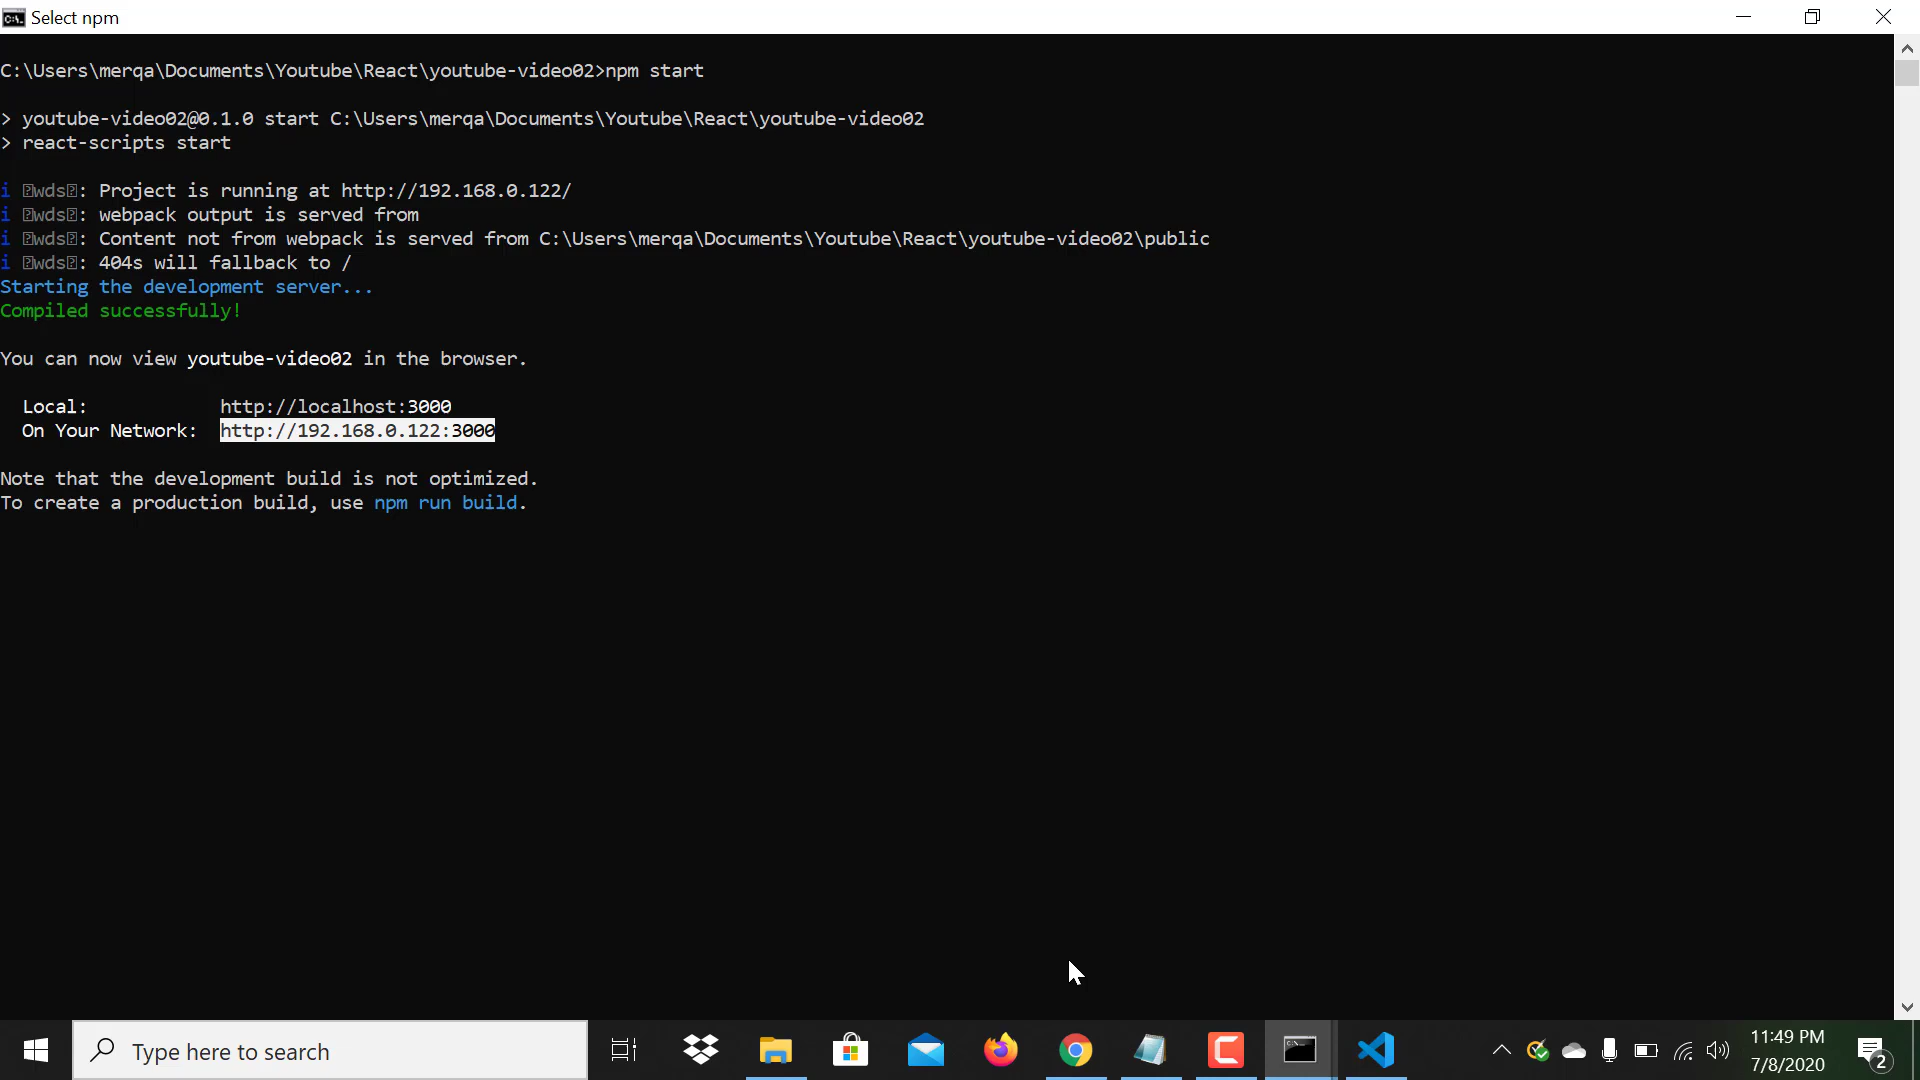 Select npm
C:\Users\merqa\Documents\Youtube\React\youtube-video02>npm start
> youtube-video02@0.1.0 start C:\Users\merqa\Documents\Youtube\React\youtube-video02
> react-scripts start
i ⍰wds⍰: Project is running at http://192.168.0.122/
i ⍰wds⍰: webpack output is served from
i ⍰wds⍰: Content not from webpack is served from C:\Users\merqa\Documents\Youtube\React\youtube-video02\public
i ⍰wds⍰: 404s will fallback to /
Starting the development server...
Compiled successfully!
You can now view youtube-video02 in the browser.
Local: http://localhost:3000
On Your Network: http://192.168.0.122:3000
Note that the development build is not optimized.
To create a production build, use npm run build.
Type here to search
11:49 PM
7/8/2020
2